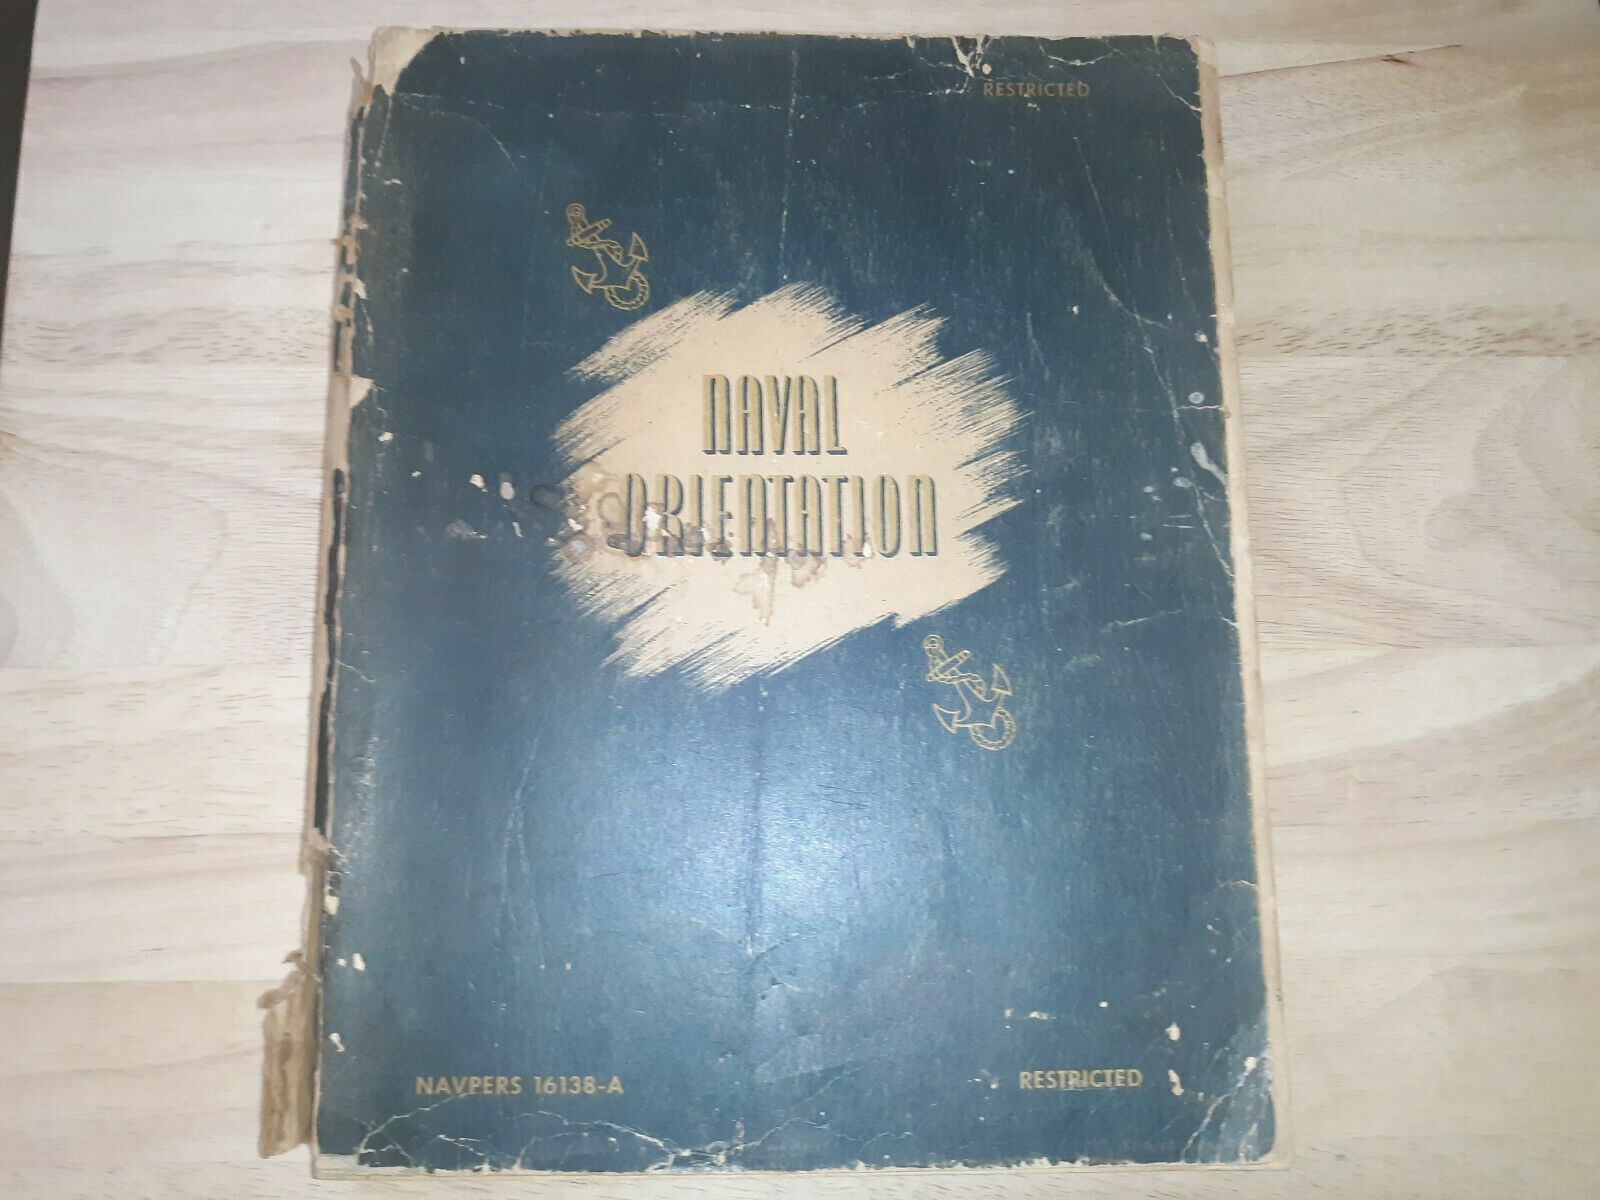 RESTRICTED
NAVAL
ORIENTATION
NAVPERS 16138-A
RESTRICTED